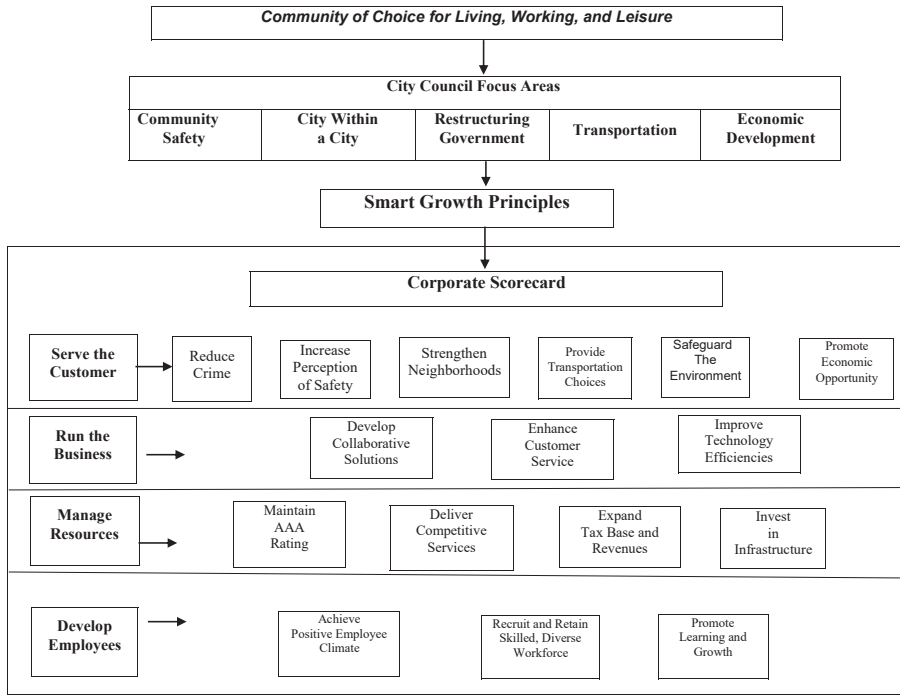 Community of Choice for Living, Working, and Leisure
City Council Focus Areas
Community
Safety
City Within
a City
Restructuring
Government
Transportation
Economic
Development
Smart Growth Principles
Corporate Scorecard
Serve the
Customer
Reduce
Crime
Increase
Perception
of Safety
Strengthen
Neighborhoods
Provide
Transportation
Choices
Safeguard
The
Environment
Promote
Economic
Opportunity
Run the
Business
Develop
Collaborative
Solutions
Enhance
Customer
Service
Improve
Technology
Efficiencies
Manage
Resources
Maintain
AAA
Rating
Deliver
Competitive
Services
Expand
Tax Base and
Revenues
Invest
in
Infrastructure
Develop
Employees
Achieve
Positive Employee
Climate
Recruit and Retain
Skilled, Diverse
Workforce
Promote
Learning and
Growth